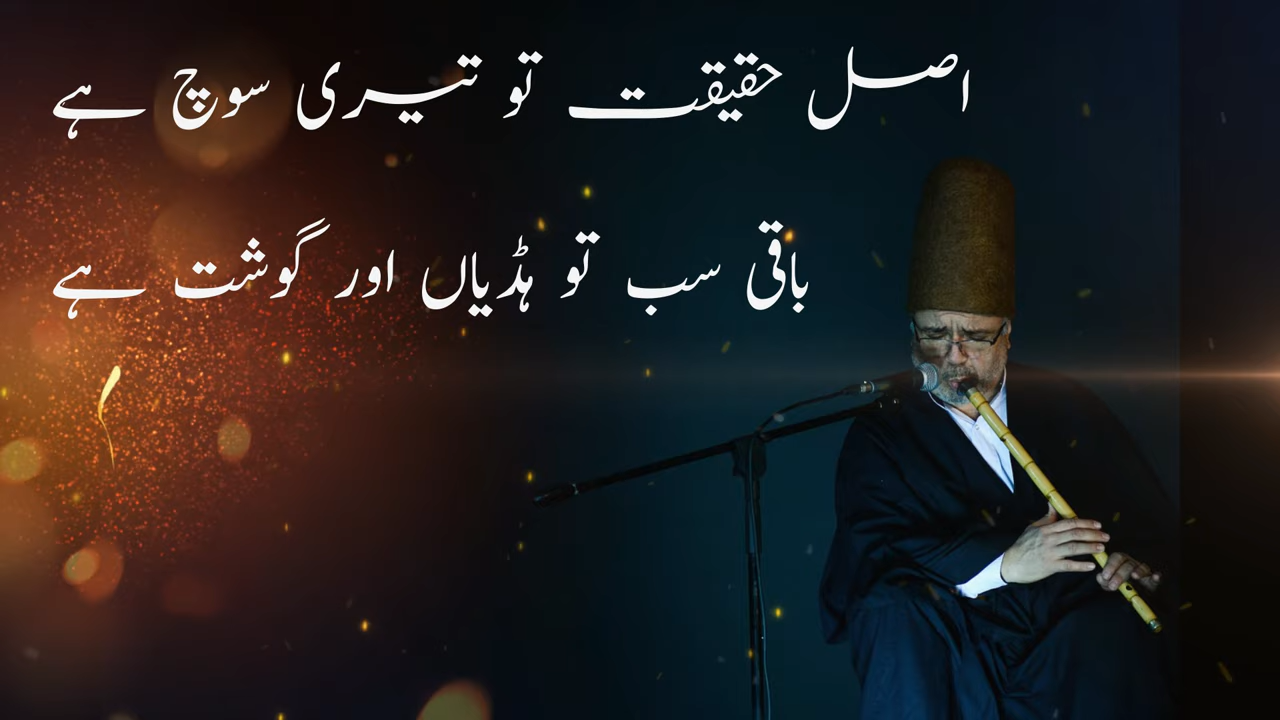 اصل حقیقت تو تیری سوچ ہے
باقی سب تو ہڈیاں اور گوشت ہے